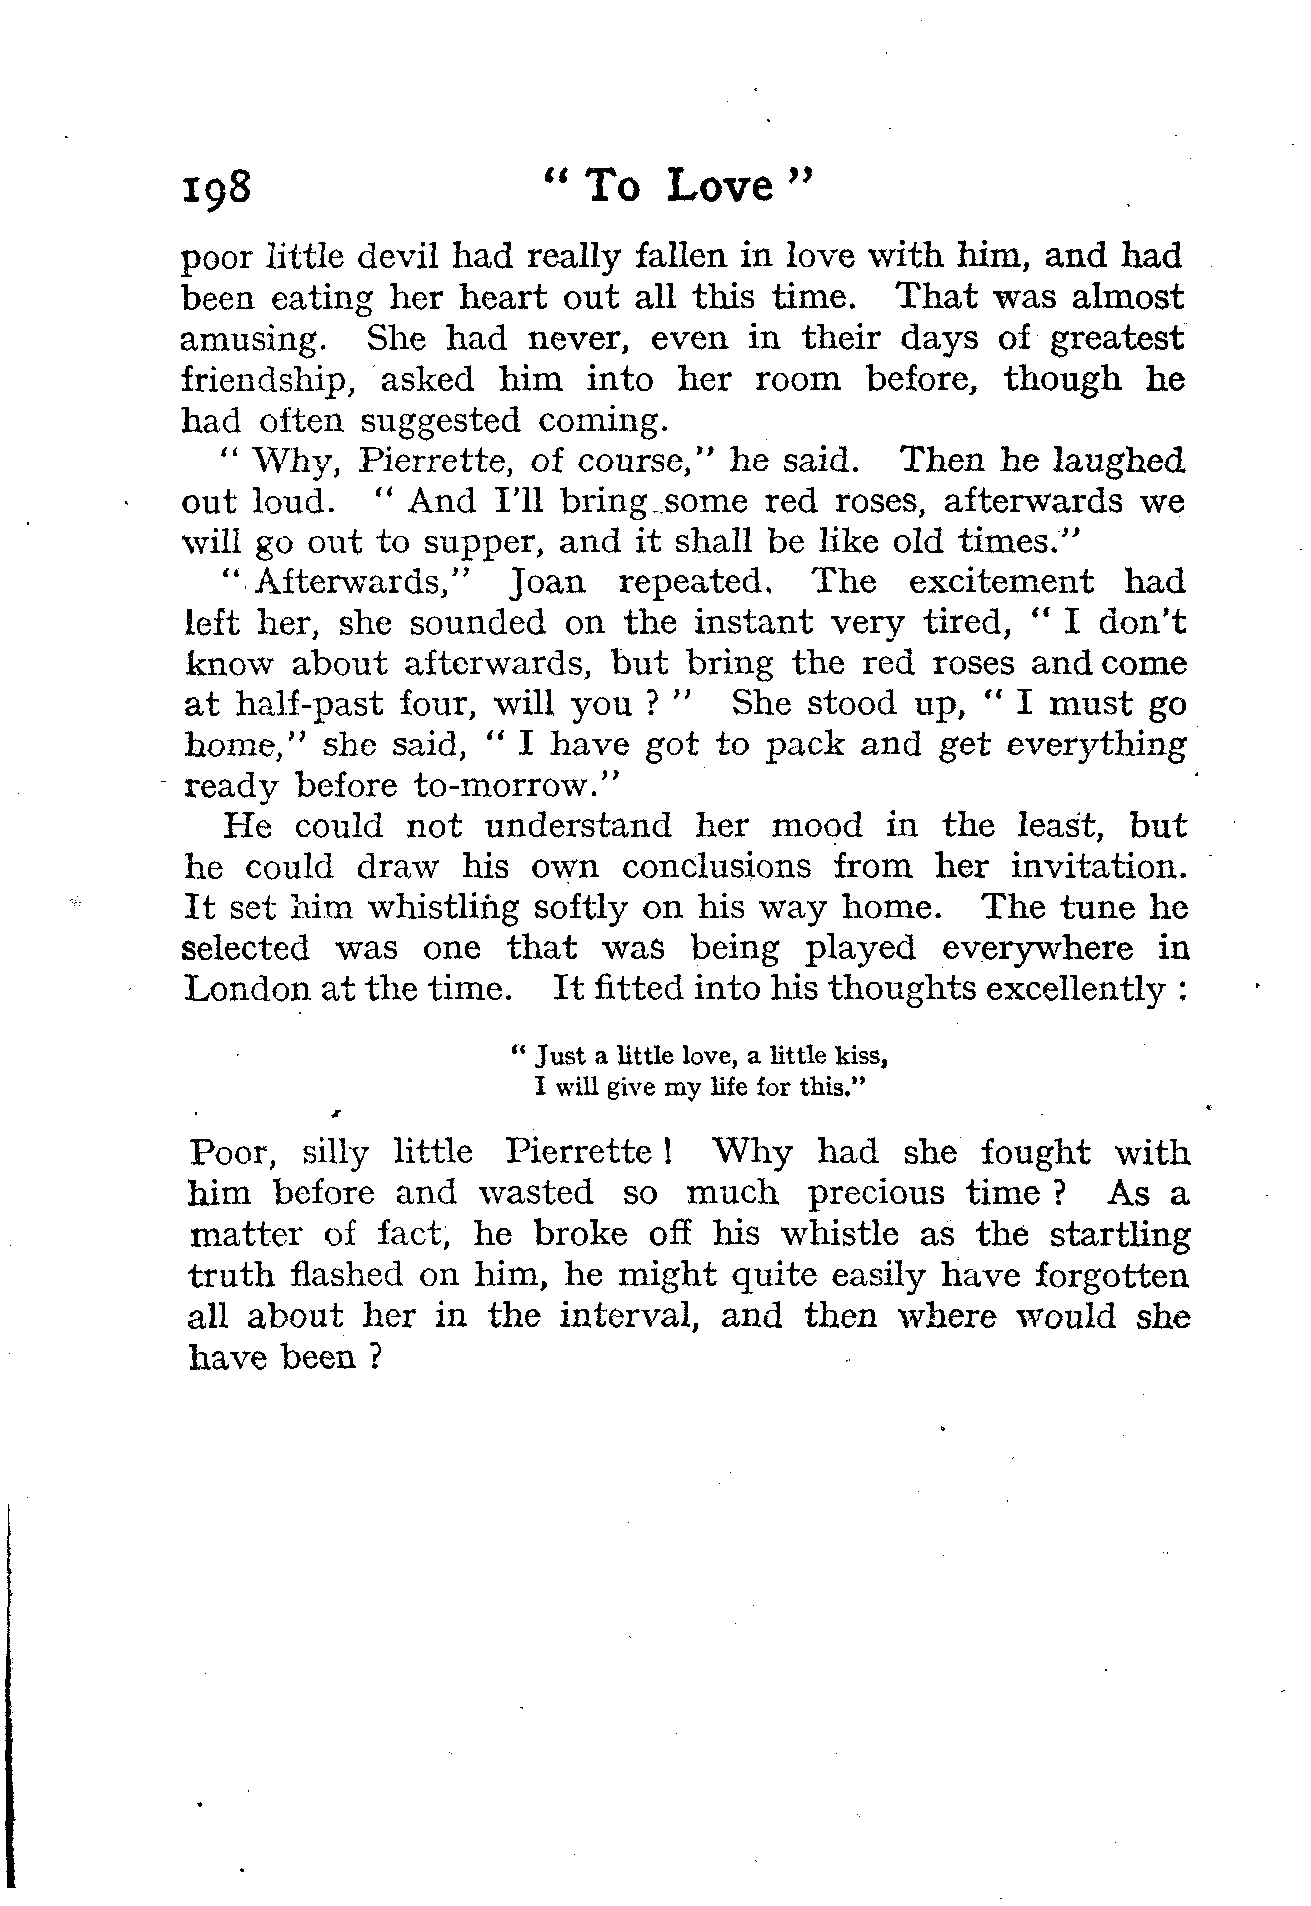 198 " To Love "
poor little devil had really fallen in love with him, and had
been eating her heart out all this time. That was almost
amusing. She had never, even in their days of greatest
friendship, asked him into her room before, though he
had often suggested coming.
" Why, Pierrette, of course," he said. Then he laughed
out loud. " And I'll bring some red roses, afterwards we
will go out to supper, and it shall be like old times."
" Afterwards," Joan repeated. The excitement had
left her, she sounded on the instant very tired, " I don't
know about afterwards, but bring the red roses and come
at half-past four, will you ? " She stood up, " I must go
home," she said, " I have got to pack and get everything
ready before to-morrow."
He could not understand her mood in the least, but
he could draw his own conclusions from her invitation.
It set him whistling softly on his way home. The tune he
selected was one that was being played everywhere in
London at the time. It fitted into his thoughts excellently :
" Just a little love, a little kiss,
I will give my life for this."
Poor, silly little Pierrette ! Why had she fought with
him before and wasted so much precious time ? As a
matter of fact, he broke off his whistle as the startling
truth flashed on him, he might quite easily have forgotten
all about her in the interval, and then where would she
have been ?